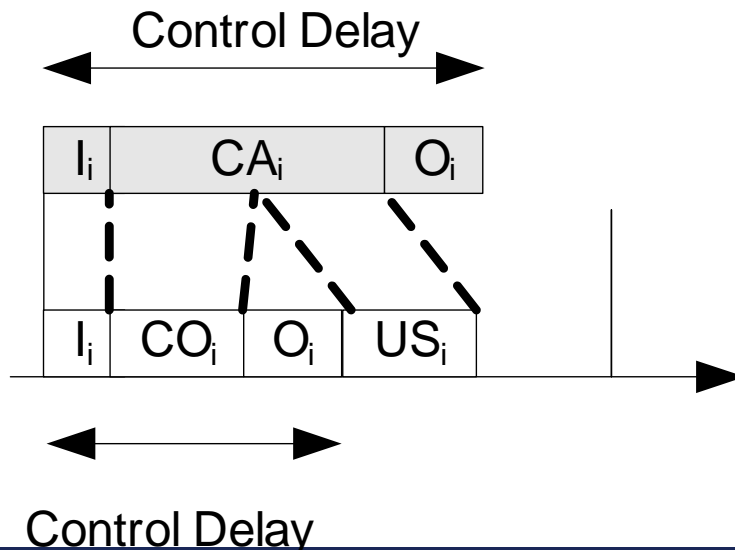 Control Delay
Iᵢ CAᵢ Oᵢ
Iᵢ COᵢ Oᵢ USᵢ
Control Delay